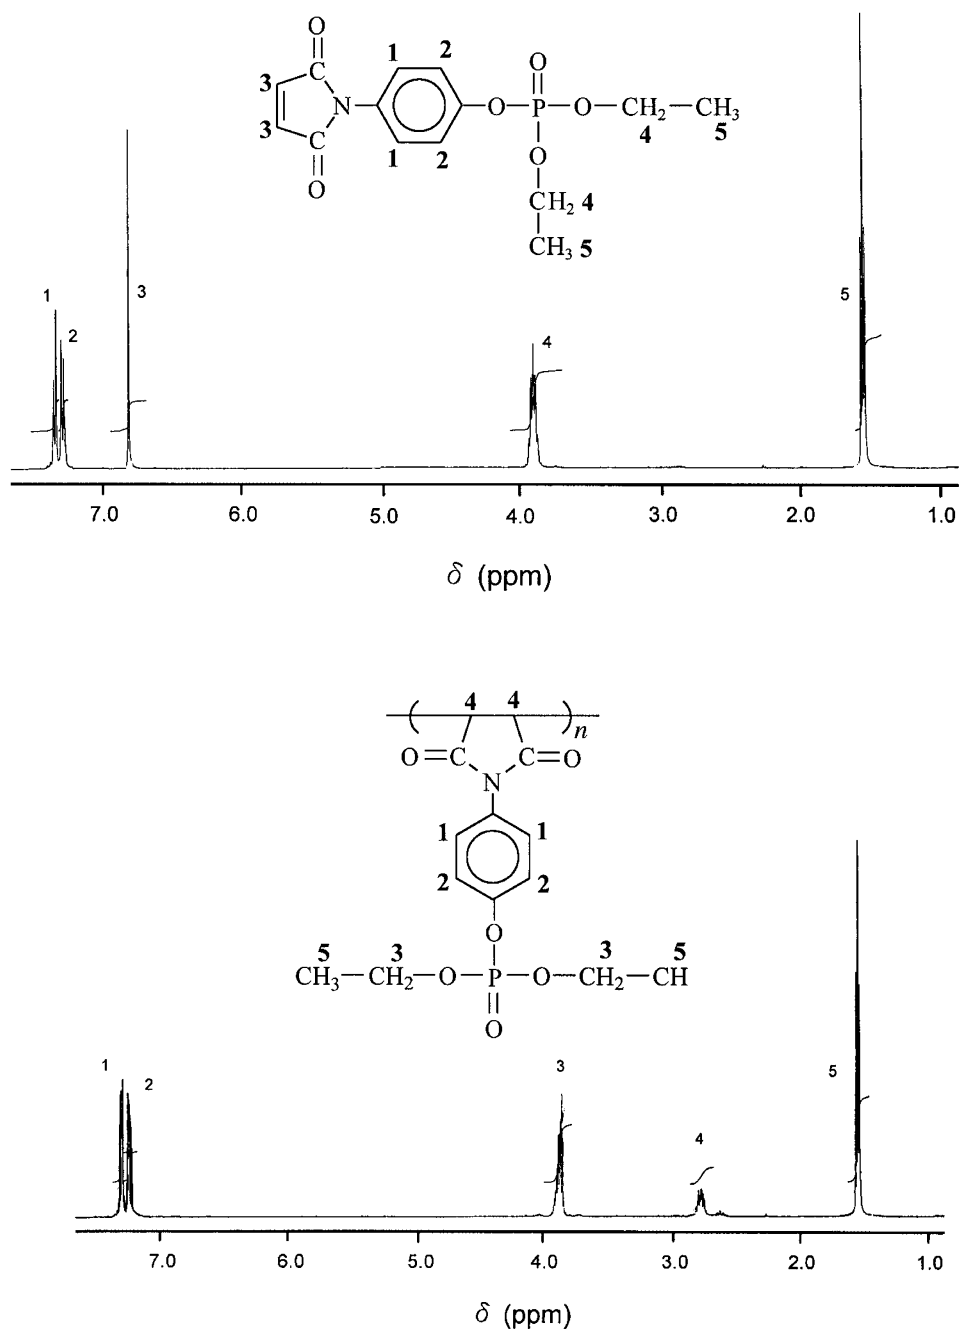 O O
1 2
3 C
N O P O CH2 CH3
3 C 4 5
1 2 O
O CH2 4
CH3 5
1 2 3 4 5
7.0 6.0 5.0 4.0 3.0 2.0 1.0
δ (ppm)
4 4
( ) n
O=C C=O
N
1 1
2 2
O
5 3 3 5
CH3 CH2 O P O CH2 CH
O
1 2 3 4 5
7.0 6.0 5.0 4.0 3.0 2.0 1.0
δ (ppm)